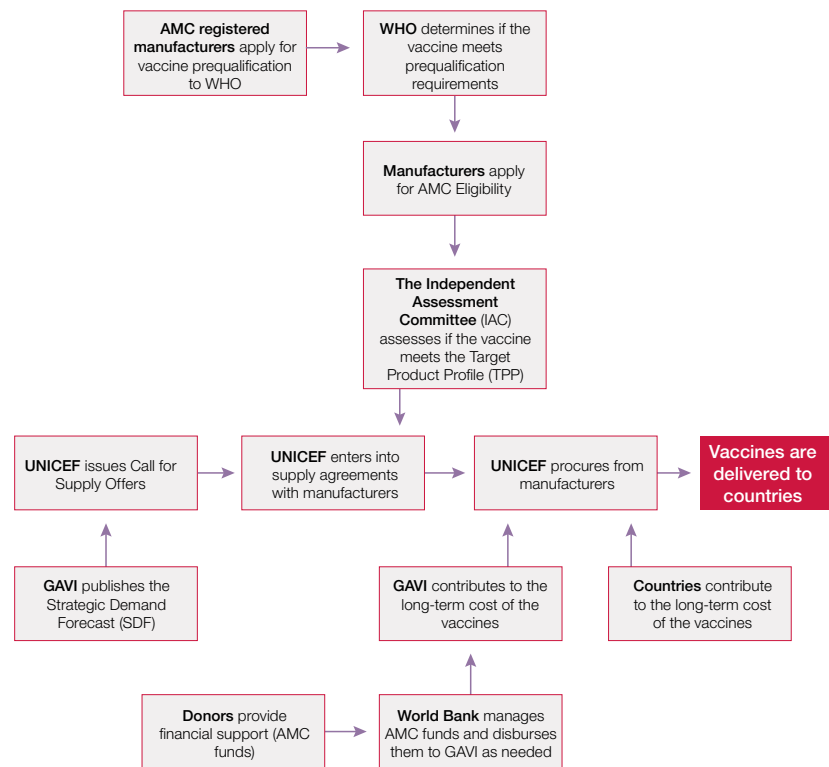 AMC registered
manufacturers apply for
vaccine prequalification
to WHO
WHO determines if the
vaccine meets
prequalification
requirements
Manufacturers apply
for AMC Eligibility
The Independent
Assessment
Committee (IAC)
assesses if the vaccine
meets the Target
Product Profile (TPP)
UNICEF issues Call for
Supply Offers
UNICEF enters into
supply agreements
with manufacturers
UNICEF procures from
manufacturers
Vaccines are
delivered to
countries
GAVI publishes the
Strategic Demand
Forecast (SDF)
GAVI contributes to the
long-term cost of the
vaccines
Countries contribute
to the long-term cost
of the vaccines
Donors provide
financial support (AMC
funds)
World Bank manages
AMC funds and disburses
them to GAVI as needed